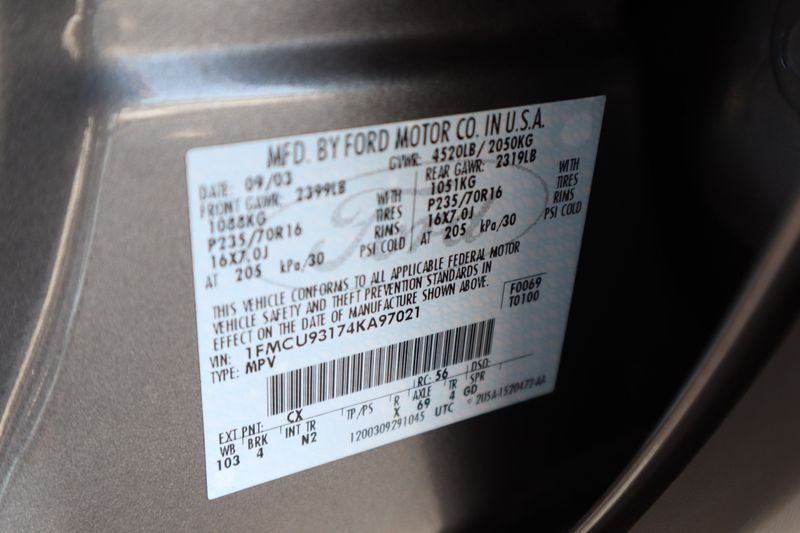 MFD. BY FORD MOTOR CO. IN U.S.A.
DATE: 09/03 GVWR: 4520LB/ 2050KG
FRONT GAWR: 2399LB REAR GAWR: 2319LB
1088KG WITH 1051KG WITH
P235/70R16 TIRES P235/70R16 TIRES
16X7.0J RIMS 16X7.0J RIMS
AT 205 kPa/30 PSI COLD AT 205 kPa/30 PSI COLD
Ford
THIS VEHICLE CONFORMS TO ALL APPLICABLE FEDERAL MOTOR
VEHICLE SAFETY AND THEFT PREVENTION STANDARDS IN
EFFECT ON THE DATE OF MANUFACTURE SHOWN ABOVE.
F0069
T0100
VIN: 1FMCU93174KA97021
TYPE: MPV
EXT PNT: CX RC: 56 DSO:
WB BRK INT TR TP/PS R AXLE TR SPR
103 4 N2 X 69 4 GD
1200309291045 UTC